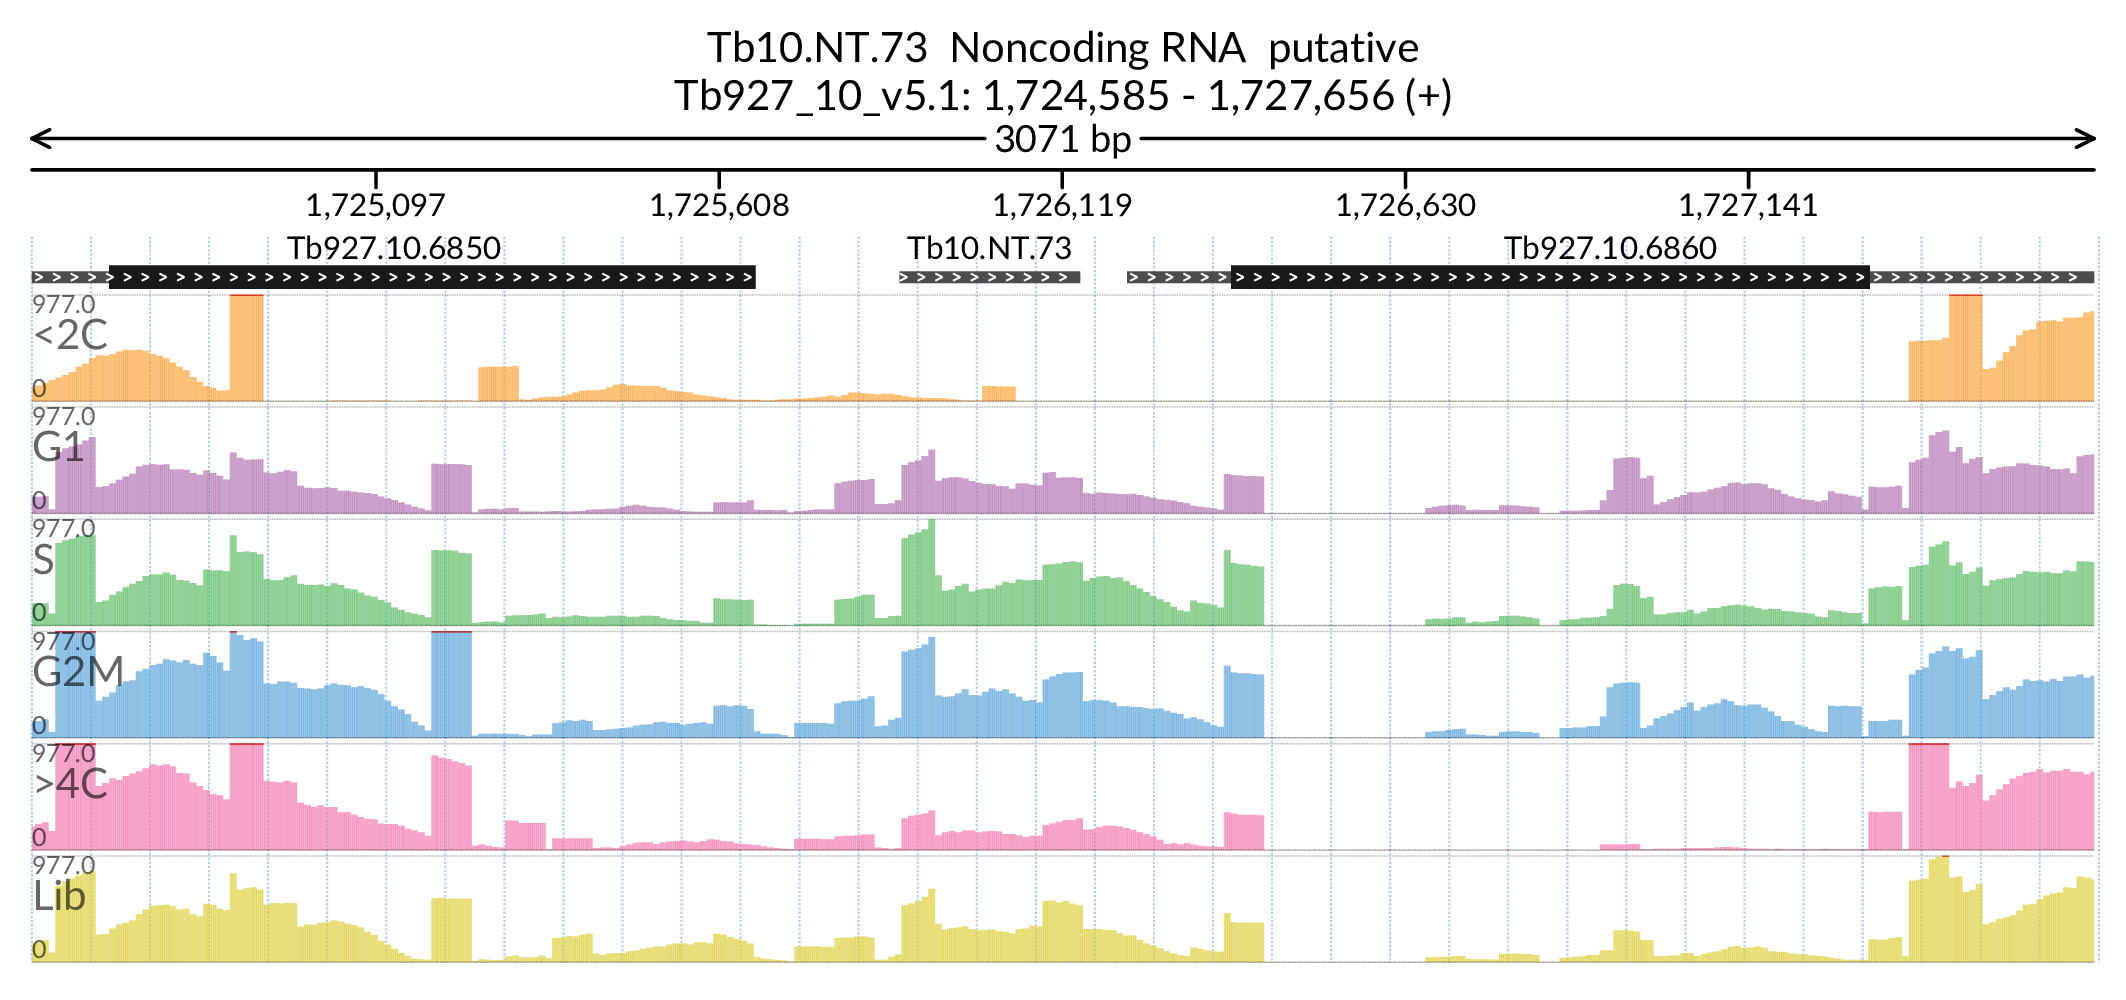 Tb10.NT.73 Noncoding RNA putative
Tb927_10_v5.1: 1,724,585 - 1,727,656 (+)
3071 bp
1,725,097 1,725,608 1,726,119 1,726,630 1,727,141
Tb927.10.6850 Tb10.NT.73 Tb927.10.6860
977.0
<2C
0
977.0
G1
0
977.0
S
0
977.0
G2M
0
977.0
>4C
0
977.0
Lib
0